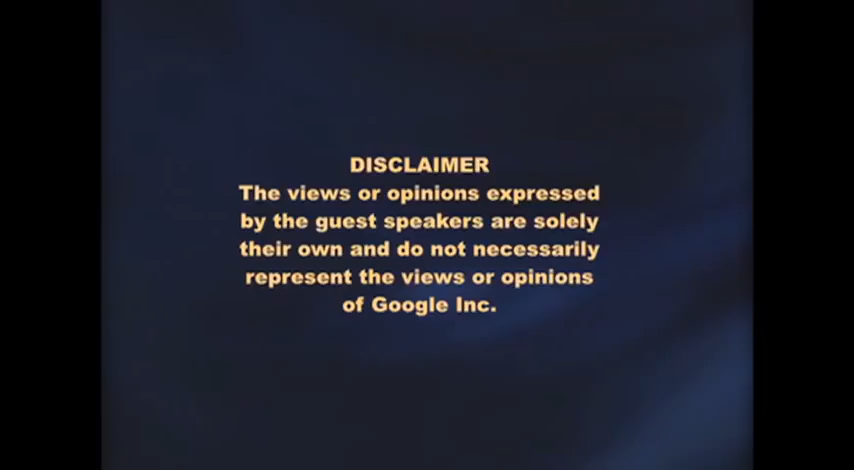 DISCLAIMER
The views or opinions expressed
by the guest speakers are solely
their own and do not necessarily
represent the views or opinions
of Google Inc.